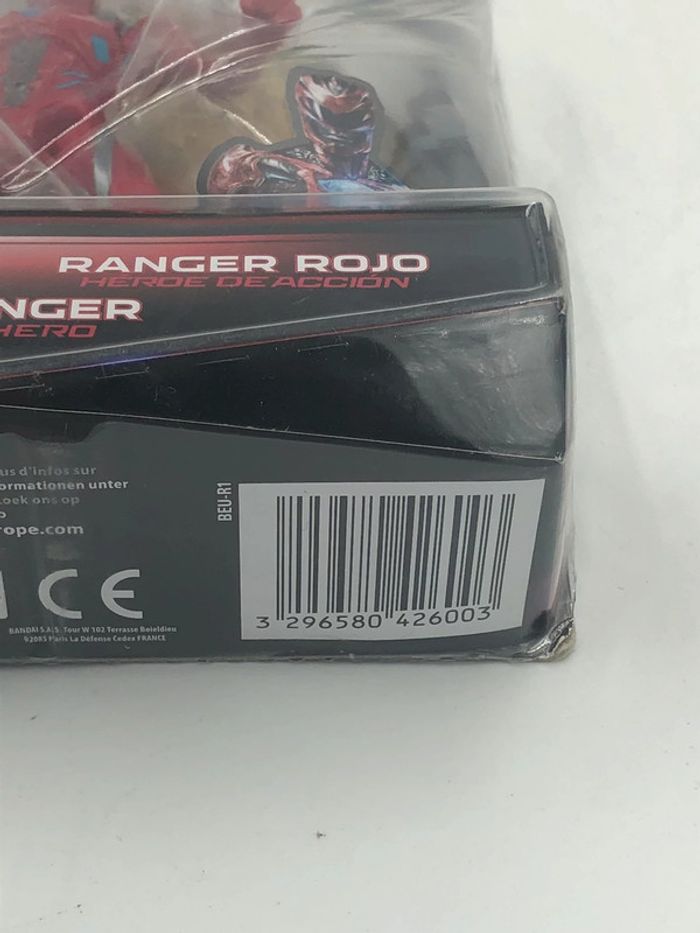 RANGER ROJO
HEROE DE ACCIÓN
NGER
HERO
us d'infos sur
ormationen unter
oek ons op
rope.com
BEU-R1
CE
BANDAI S.A.S. Tour W 102 Terrasse Boieldieu
92085 Paris La Défense Cedex FRANCE
3 296580 426003